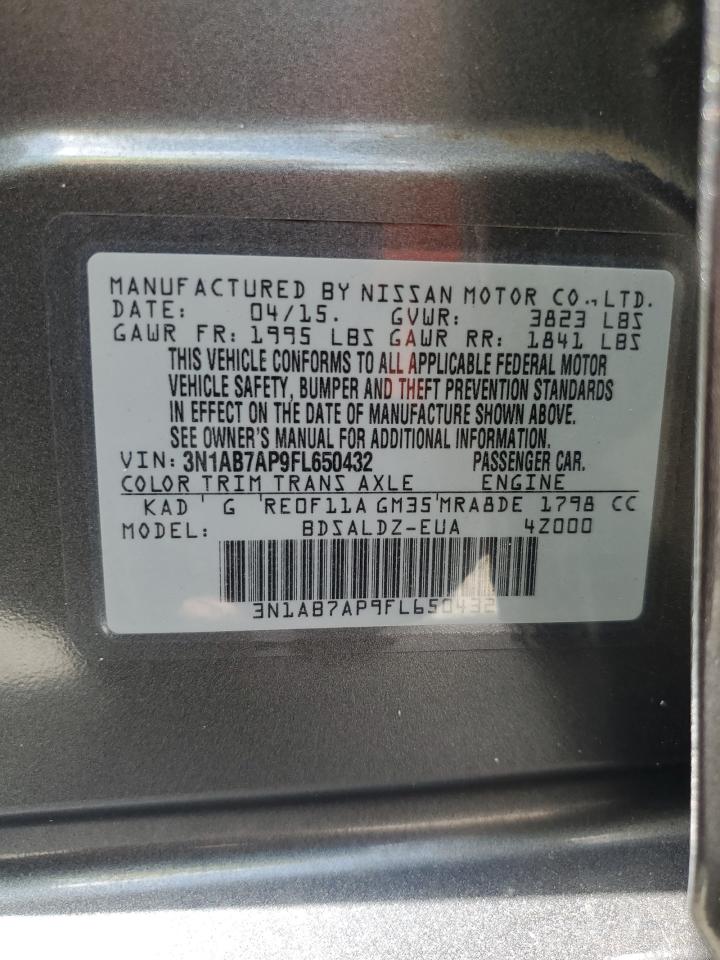 MANUFACTURED BY NISSAN MOTOR CO.,LTD.
DATE: 04/15. GVWR: 3823 LBS
GAWR FR: 1995 LBS GAWR RR: 1841 LBS
THIS VEHICLE CONFORMS TO ALL APPLICABLE FEDERAL MOTOR
VEHICLE SAFETY, BUMPER AND THEFT PREVENTION STANDARDS
IN EFFECT ON THE DATE OF MANUFACTURE SHOWN ABOVE.
SEE OWNER'S MANUAL FOR ADDITIONAL INFORMATION.
VIN: 3N1AB7AP9FL650432 PASSENGER CAR.
COLOR TRIM TRANS AXLE ENGINE
KAD ' G 'RE0F11A GM35'MRA8DE 1798 CC
MODEL: BDSALDZ-EUA 4Z000
3N1AB7AP9FL650432